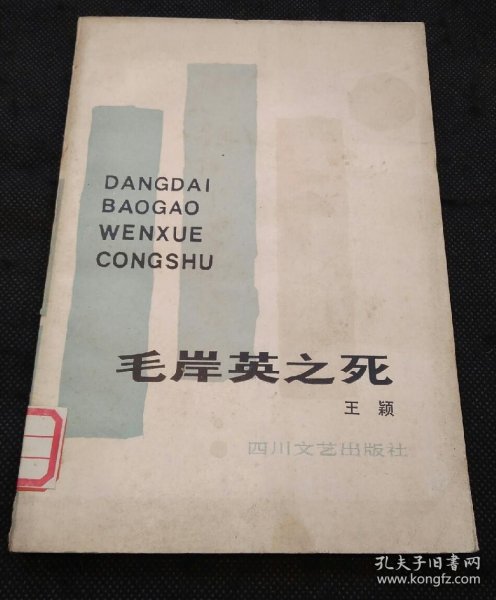 DANGDAI
BAOGAO
WENXUE
CONGSHU
毛岸英之死
王 颖
四川文艺出版社
孔夫子旧书网
www.kongfz.com